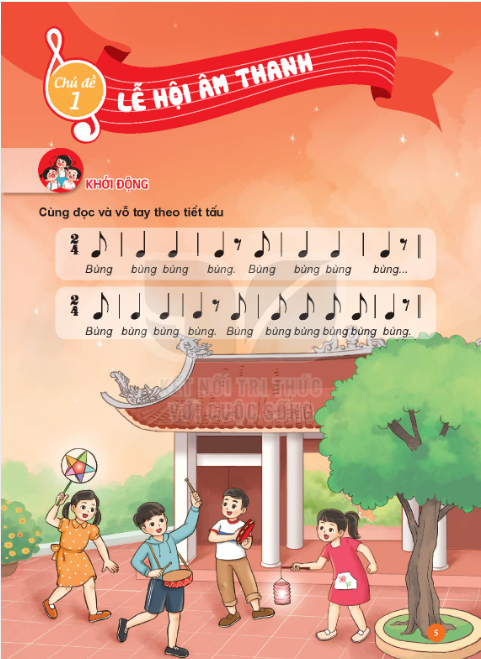 Chủ đề
1
LỄ HỘI ÂM THANH
KHỞI ĐỘNG
Cùng đọc và vỗ tay theo tiết tấu
2
4
Bùng bùng bùng bùng. Bùng bùng bùng bùng...
2
4
Bùng bùng bùng bùng. Bùng bùng bùng bùng bùng bùng.
KẾT NỐI TRI THỨC
VỚI CUỘC SỐNG
5